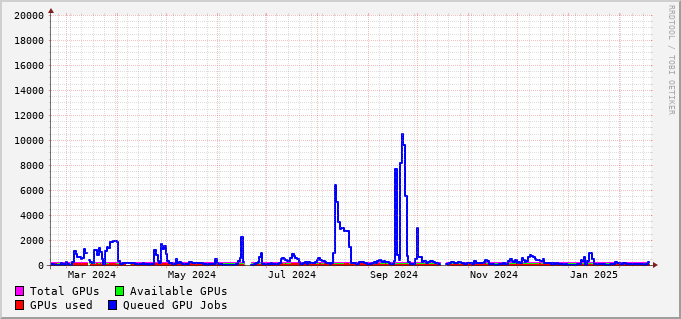 20000
18000
16000
14000
12000
10000
8000
6000
4000
2000
0
Mar 2024 May 2024 Jul 2024 Sep 2024 Nov 2024 Jan 2025
Total GPUs Available GPUs
GPUs used Queued GPU Jobs
RRDTOOL / TOBI OETIKER